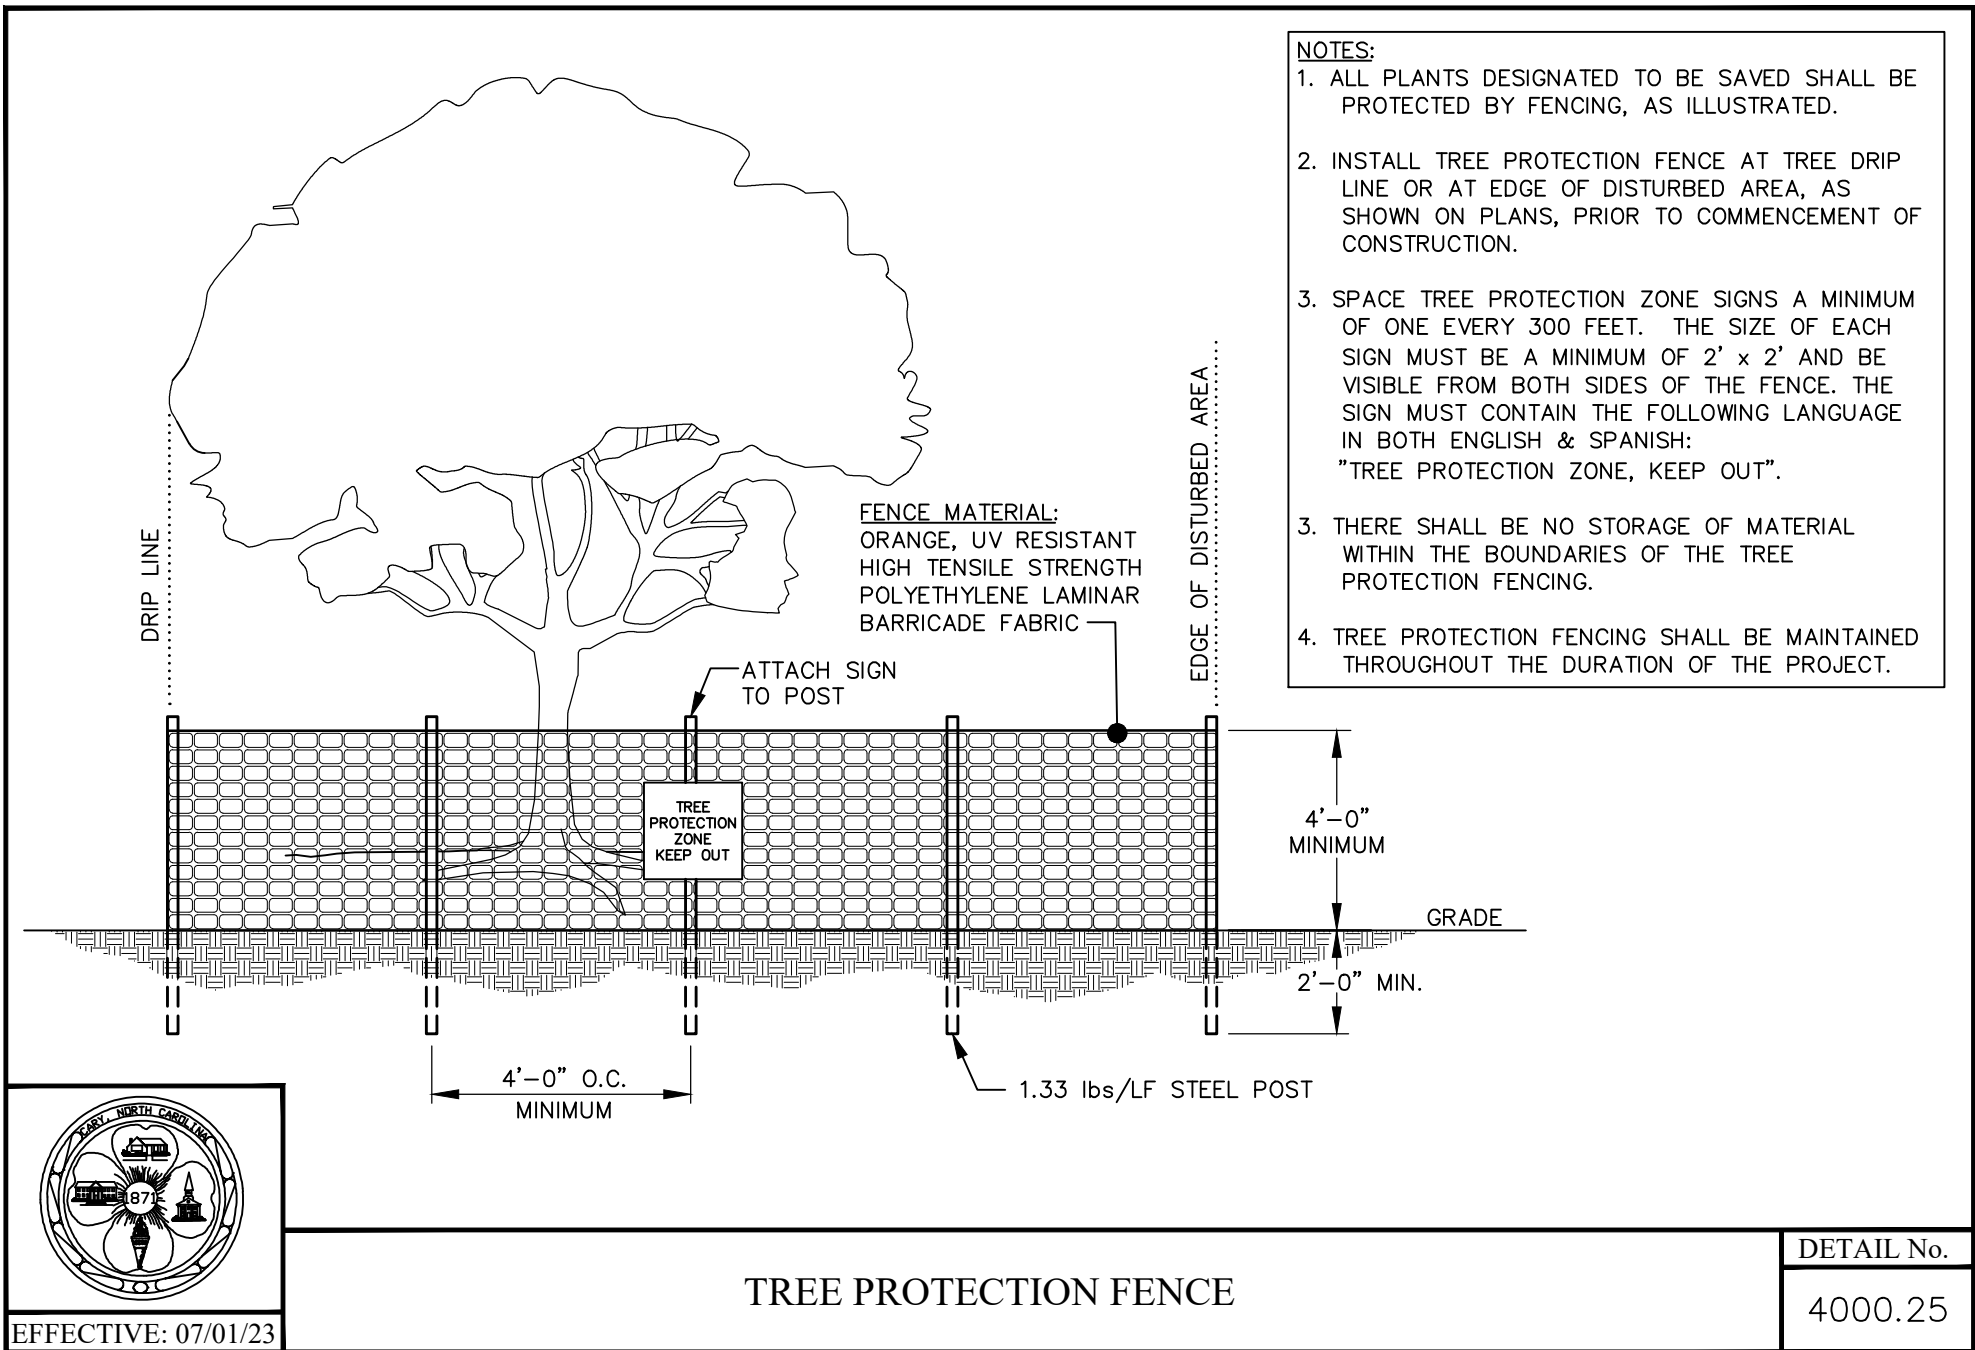 NOTES:
1. ALL PLANTS DESIGNATED TO BE SAVED SHALL BE
PROTECTED BY FENCING, AS ILLUSTRATED.
2. INSTALL TREE PROTECTION FENCE AT TREE DRIP
LINE OR AT EDGE OF DISTURBED AREA, AS
SHOWN ON PLANS, PRIOR TO COMMENCEMENT OF
CONSTRUCTION.
3. SPACE TREE PROTECTION ZONE SIGNS A MINIMUM
OF ONE EVERY 300 FEET. THE SIZE OF EACH
SIGN MUST BE A MINIMUM OF 2' x 2' AND BE
VISIBLE FROM BOTH SIDES OF THE FENCE. THE
SIGN MUST CONTAIN THE FOLLOWING LANGUAGE
IN BOTH ENGLISH & SPANISH:
"TREE PROTECTION ZONE, KEEP OUT".
3. THERE SHALL BE NO STORAGE OF MATERIAL
WITHIN THE BOUNDARIES OF THE TREE
PROTECTION FENCING.
4. TREE PROTECTION FENCING SHALL BE MAINTAINED
THROUGHOUT THE DURATION OF THE PROJECT.
DRIP LINE
EDGE OF DISTURBED AREA
FENCE MATERIAL:
ORANGE, UV RESISTANT
HIGH TENSILE STRENGTH
POLYETHYLENE LAMINAR
BARRICADE FABRIC
ATTACH SIGN
TO POST
TREE
PROTECTION
ZONE
KEEP OUT
4'-0"
MINIMUM
GRADE
2'-0" MIN.
4'-0" O.C.
MINIMUM
1.33 lbs/LF STEEL POST
CARY, NORTH CAROLINA
1871
EFFECTIVE: 07/01/23
TREE PROTECTION FENCE
DETAIL No.
4000.25